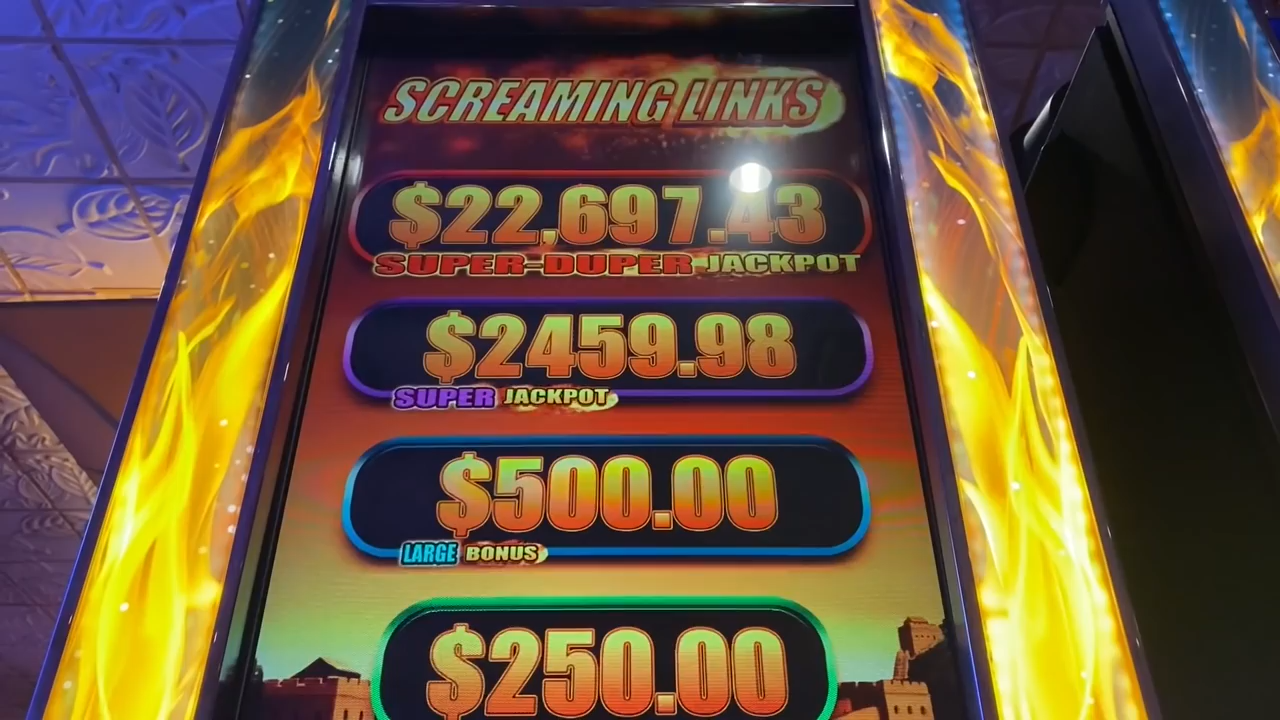 SCREAMING LINKS
$22,697.43
SUPER-DUPER JACKPOT
$2459.98
SUPER JACKPOT
$500.00
LARGE BONUS
$250.00